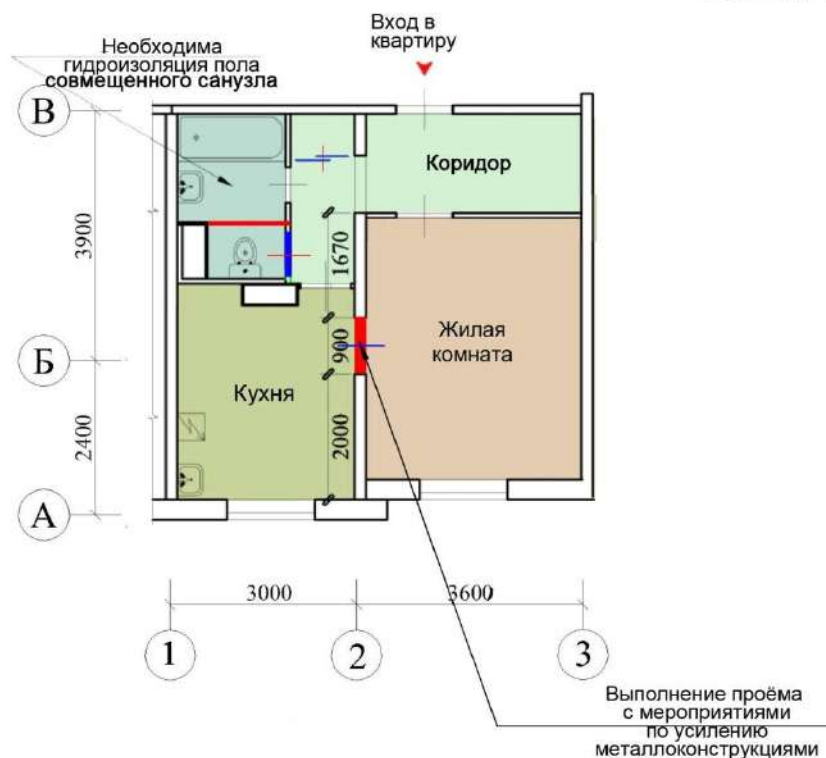 Вход в
квартиру
Необходима
гидроизоляция пола
совмещенного санузла
В
Коридор
3900
1670
Жилая
комната
Б
900
Кухня
2400
2000
А
3000
3600
1
2
3
Выполнение проёма
с мероприятиями
по усилению
металлоконструкциями